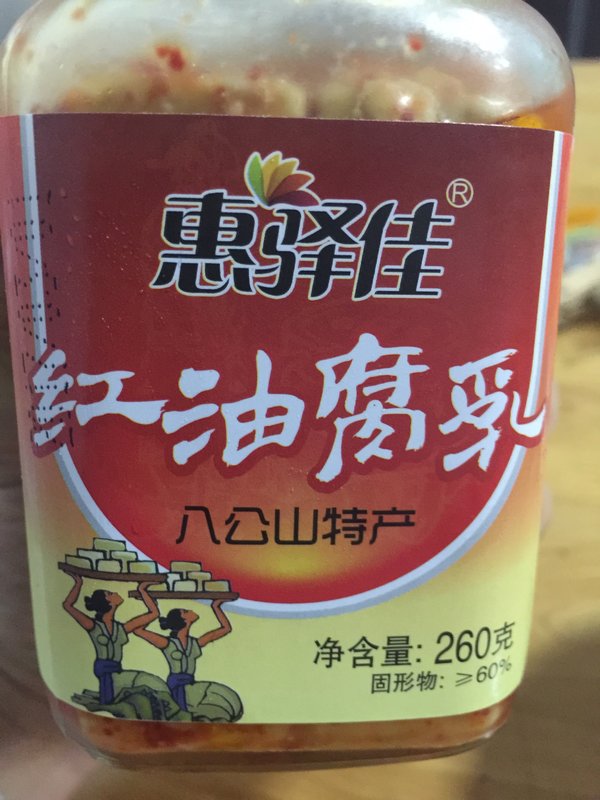 惠驿佳®
红油腐乳
八公山特产
净含量: 260克
固形物: ≥60%